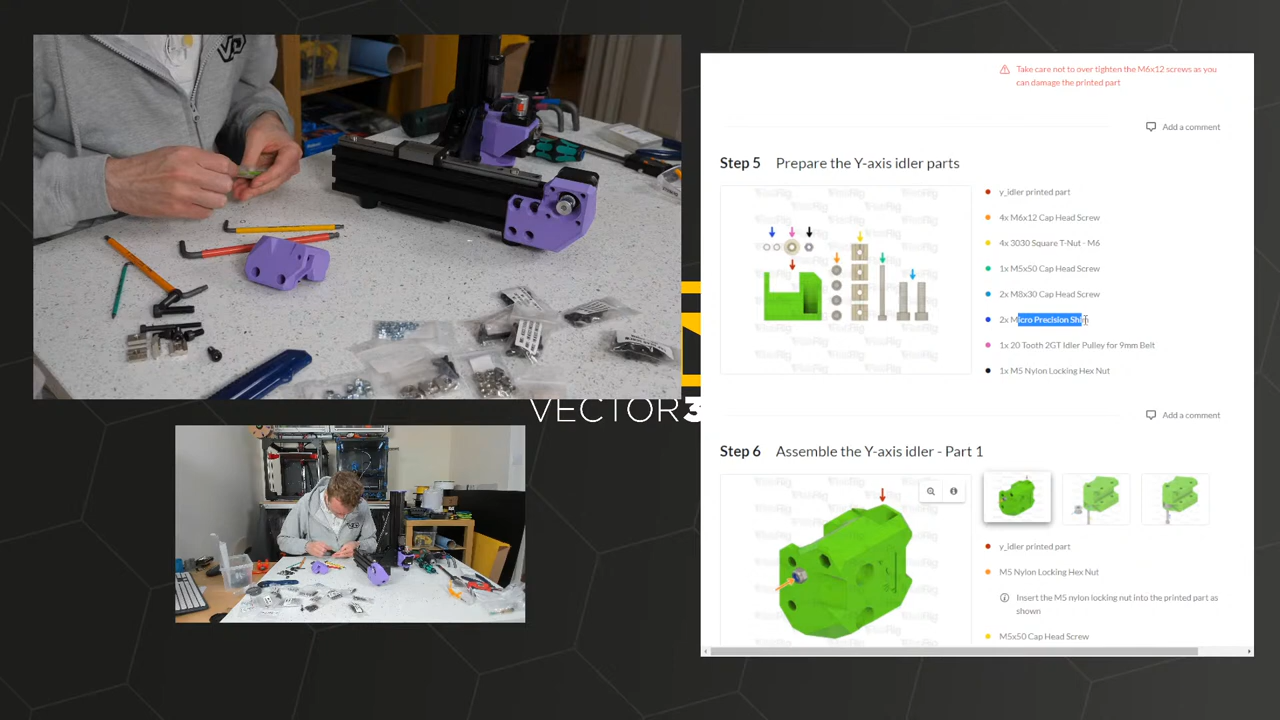 Take care not to over tighten the M6x12 screws as you
can damage the printed part
Add a comment
Step 5 Prepare the Y-axis idler parts
y_idler printed part
4x M6x12 Cap Head Screw
4x 3030 Square T-Nut - M6
1x M5x50 Cap Head Screw
2x M8x30 Cap Head Screw
2x Micro Precision Shim
1x 20 Tooth 2GT Idler Pulley for 9mm Belt
1x M5 Nylon Locking Hex Nut
Add a comment
Step 6 Assemble the Y-axis idler - Part 1
y_idler printed part
M5 Nylon Locking Hex Nut
Insert the M5 nylon locking nut into the printed part as
shown
M5x50 Cap Head Screw
VECTOR3